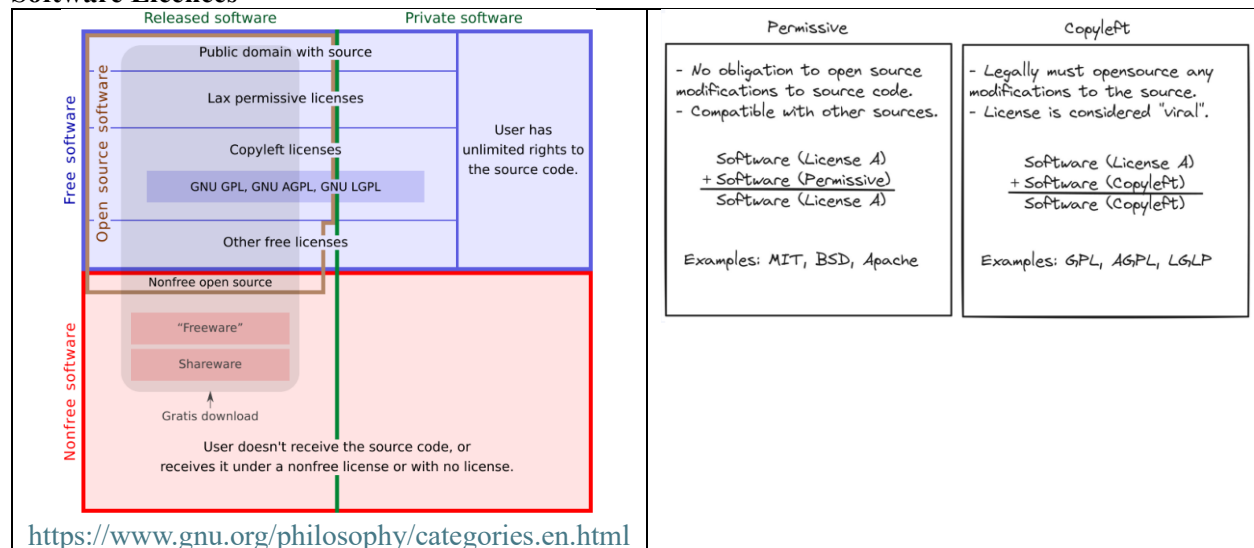 Software Licences
Released software
Private software
Free software
Open source software
Public domain with source
Lax permissive licenses
Copyleft licenses
GNU GPL, GNU AGPL, GNU LGPL
Other free licenses
User has
unlimited rights to
the source code.
Nonfree software
Nonfree open source
“Freeware”
Shareware
Gratis download
User doesn't receive the source code, or
receives it under a nonfree license or with no license.
https://www.gnu.org/philosophy/categories.en.html
Permissive
- No obligation to open source
modifications to source code.
- Compatible with other sources.
Software (License A)
+ Software (Permissive)
Software (License A)
Examples: MIT, BSD, Apache
Copyleft
- Legally must opensource any
modifications to the source.
- License is considered "viral".
Software (License A)
+ Software (Copyleft)
Software (Copyleft)
Examples: GPL, AGPL, LGLP